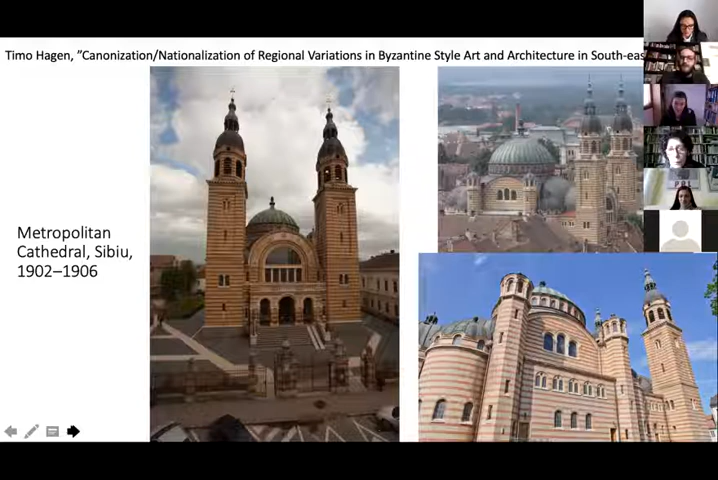 Timo Hagen, ”Canonization/Nationalization of Regional Variations in Byzantine Style Art and Architecture in South-eas
Metropolitan
Cathedral, Sibiu,
1902–1906